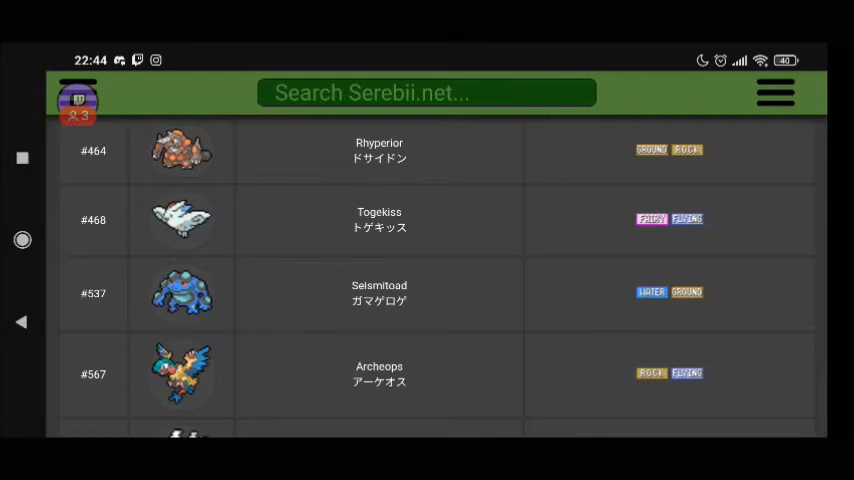 22:44
40
Search Serebii.net...
3
#464
Rhyperior
ドサイドン
GROUND ROCK
#468
Togekiss
トゲキッス
FAIRY FLYING
#537
Seismitoad
ガマゲロゲ
WATER GROUND
#567
Archeops
アーケオス
ROCK FLYING